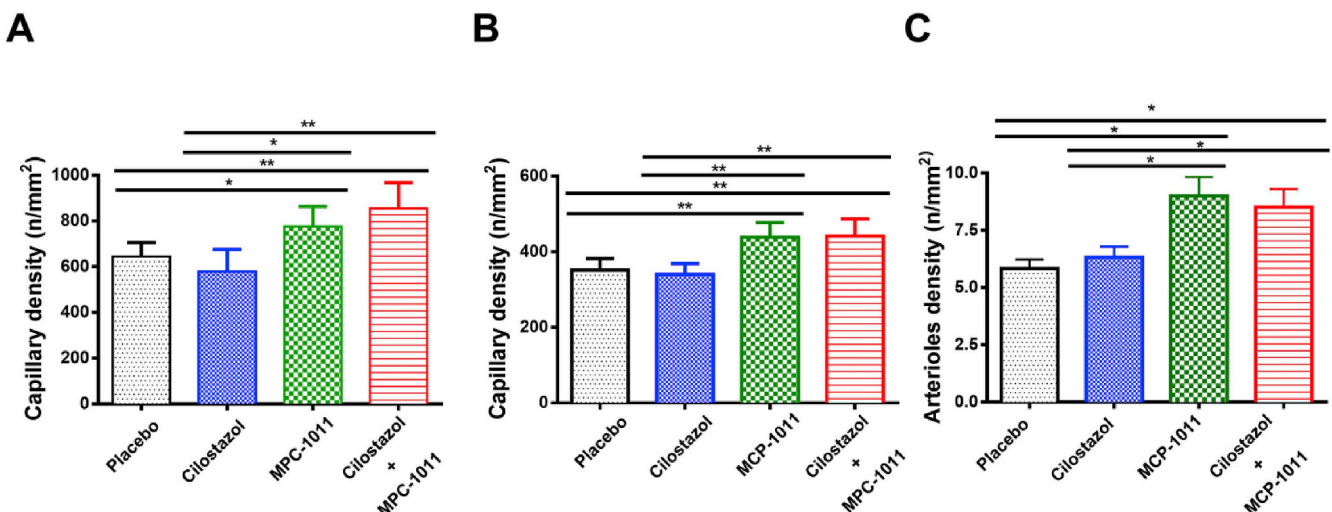 A
B
C
**
*
**
*
Capillary density (n/mm²)
1000
800
600
400
200
0
Placebo
Cilostazol
MPC-1011
Cilostazol
+
MPC-1011
**
**
**
**
Capillary density (n/mm²)
600
400
200
0
Placebo
Cilostazol
MCP-1011
Cilostazol
+
MPC-1011
*
*
*
*
Arterioles density (n/mm²)
10.0
7.5
5.0
2.5
0.0
Placebo
Cilostazol
MCP-1011
Cilostazol
+
MCP-1011